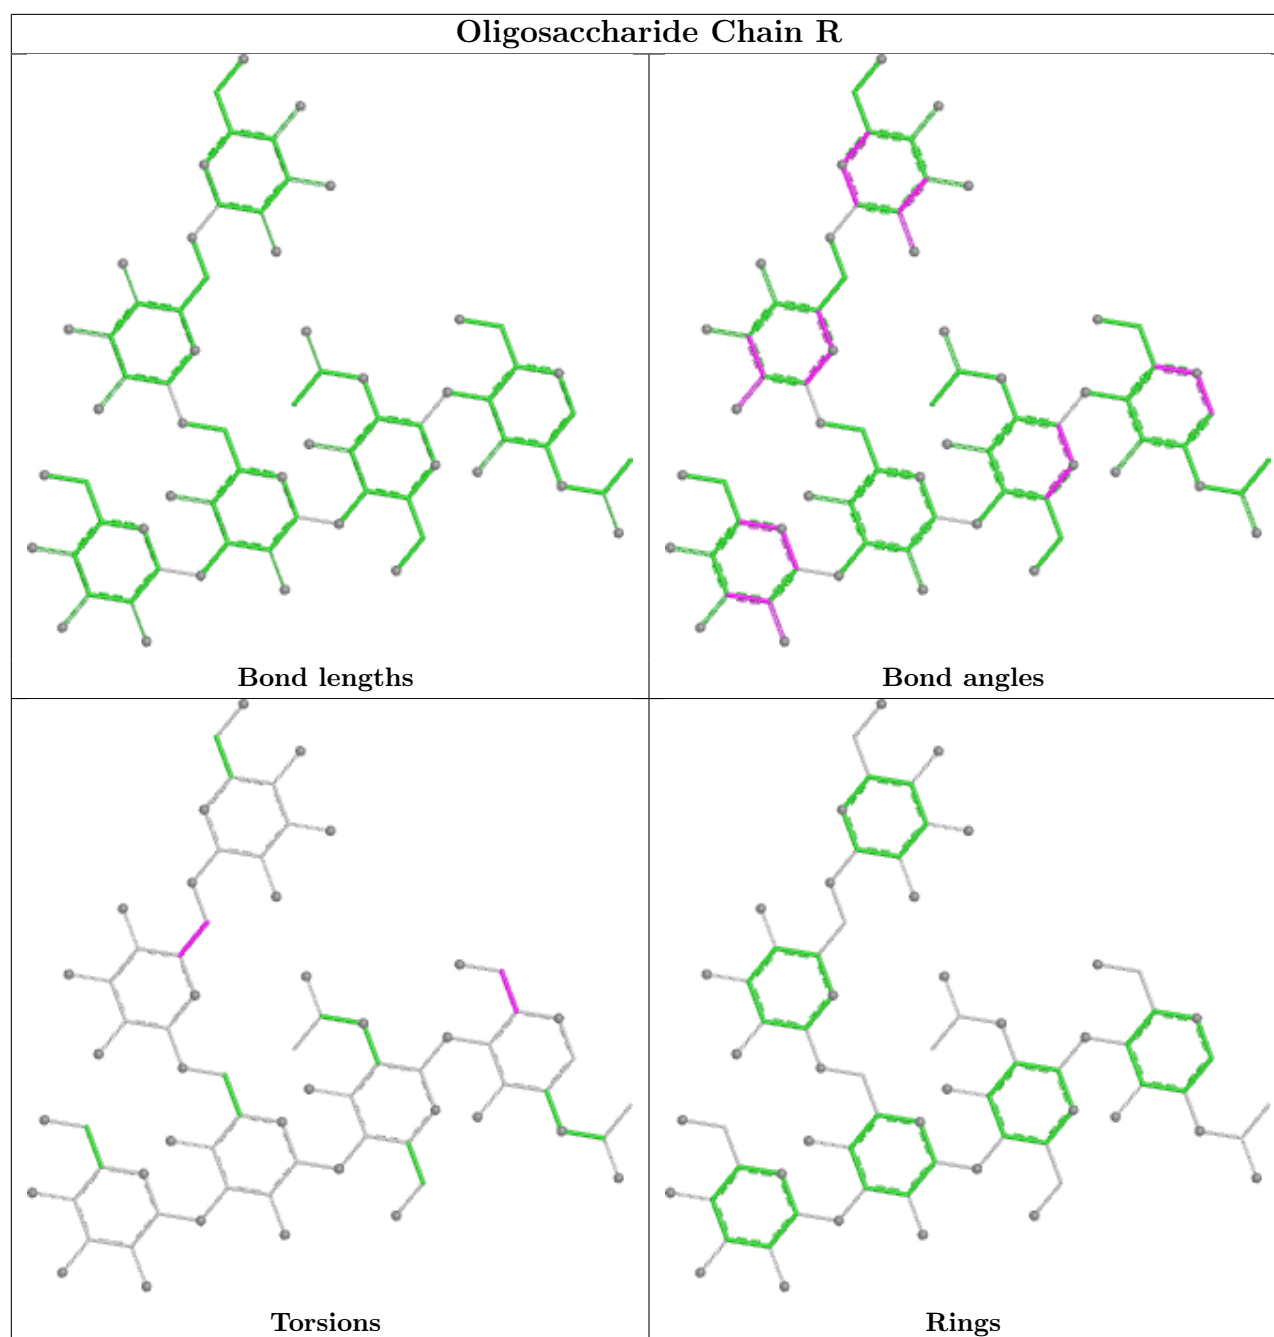 Oligosaccharide Chain R
Bond lengths
Bond angles
Torsions
Rings